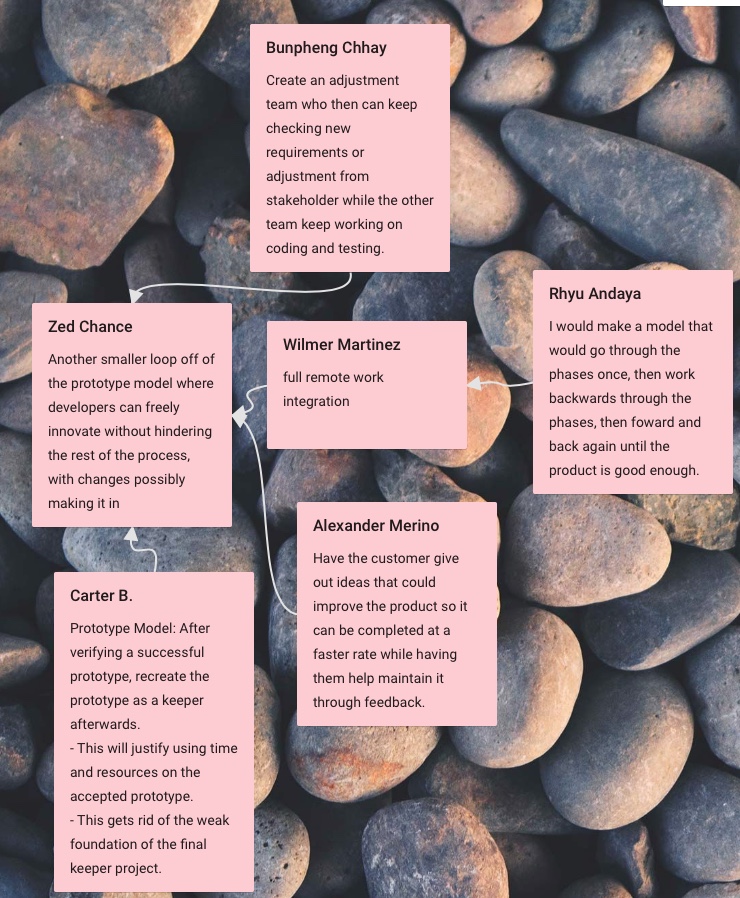 Bunpheng Chhay
Create an adjustment
team who then can keep
checking new
requirements or
adjustment from
stakeholder while the other
team keep working on
coding and testing.
Rhyu Andaya
I would make a model that
would go through the
phases once, then work
backwards through the
phases, then foward and
back again until the
product is good enough.
Zed Chance
Another smaller loop off of
the prototype model where
developers can freely
innovate without hindering
the rest of the process,
with changes possibly
making it in
Wilmer Martinez
full remote work
integration
Alexander Merino
Have the customer give
out ideas that could
improve the product so it
can be completed at a
faster rate while having
them help maintain it
through feedback.
Carter B.
Prototype Model: After
verifying a successful
prototype, recreate the
prototype as a keeper
afterwards.
- This will justify using time
and resources on the
accepted prototype.
- This gets rid of the weak
foundation of the final
keeper project.